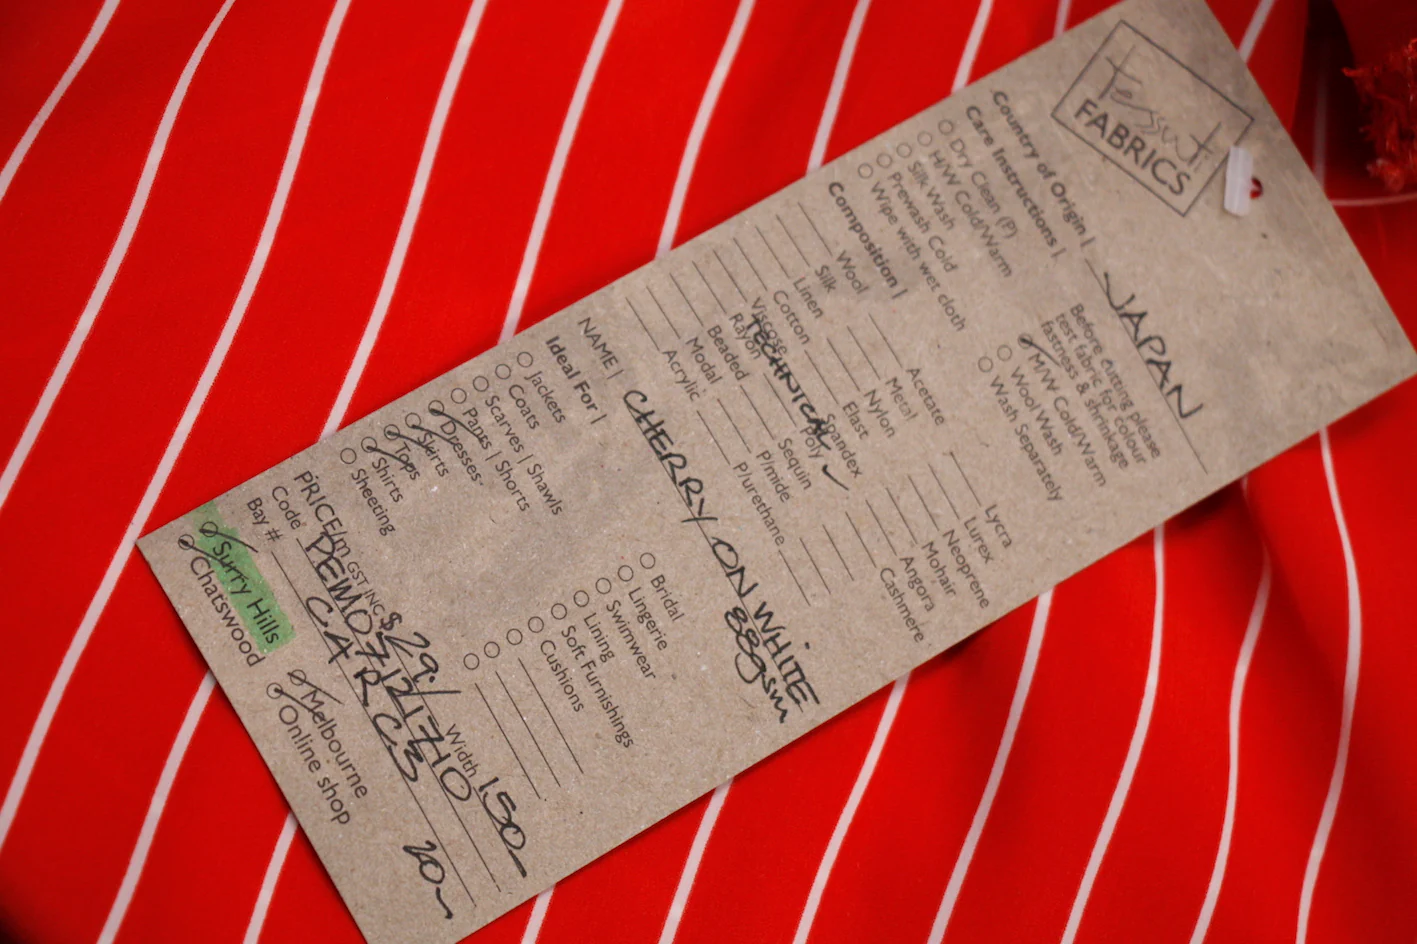 tessuti
FABRICS
Country of Origin | JAPAN
Care Instructions |
Dry Clean (P)
H/W Cold/Warm
Silk Wash
Prewash Cold
Wipe with wet cloth
Before cutting please
test fabric for colour
fastness & shrinkage
M/W Cold/Warm
Wool Wash
Wash Separately
Composition |
Wool
Silk
Linen
Cotton
Viscose
Rayon
Beaded
Modal
Acrylic
TECHNICAL
Acetate
Metal
Nylon
Elast
Spandex
Poly
Sequin
P/mide
P/urethane
Lycra
Lurex
Neoprene
Mohair
Angora
Cashmere
NAME | CHERRY ON WHITE
88gsm
Ideal For |
Jackets
Coats
Scarves | Shawls
Pants | Shorts
Dresses
Skirts
Tops
Shirts
Sheeting
Bridal
Lingerie
Swimwear
Lining
Soft Furnishings
Cushions
PRICE/m GST INC $29.- Width 150
Code
Bay # CAR C3 20
Surry Hills
Chatswood
Melbourne
Online shop